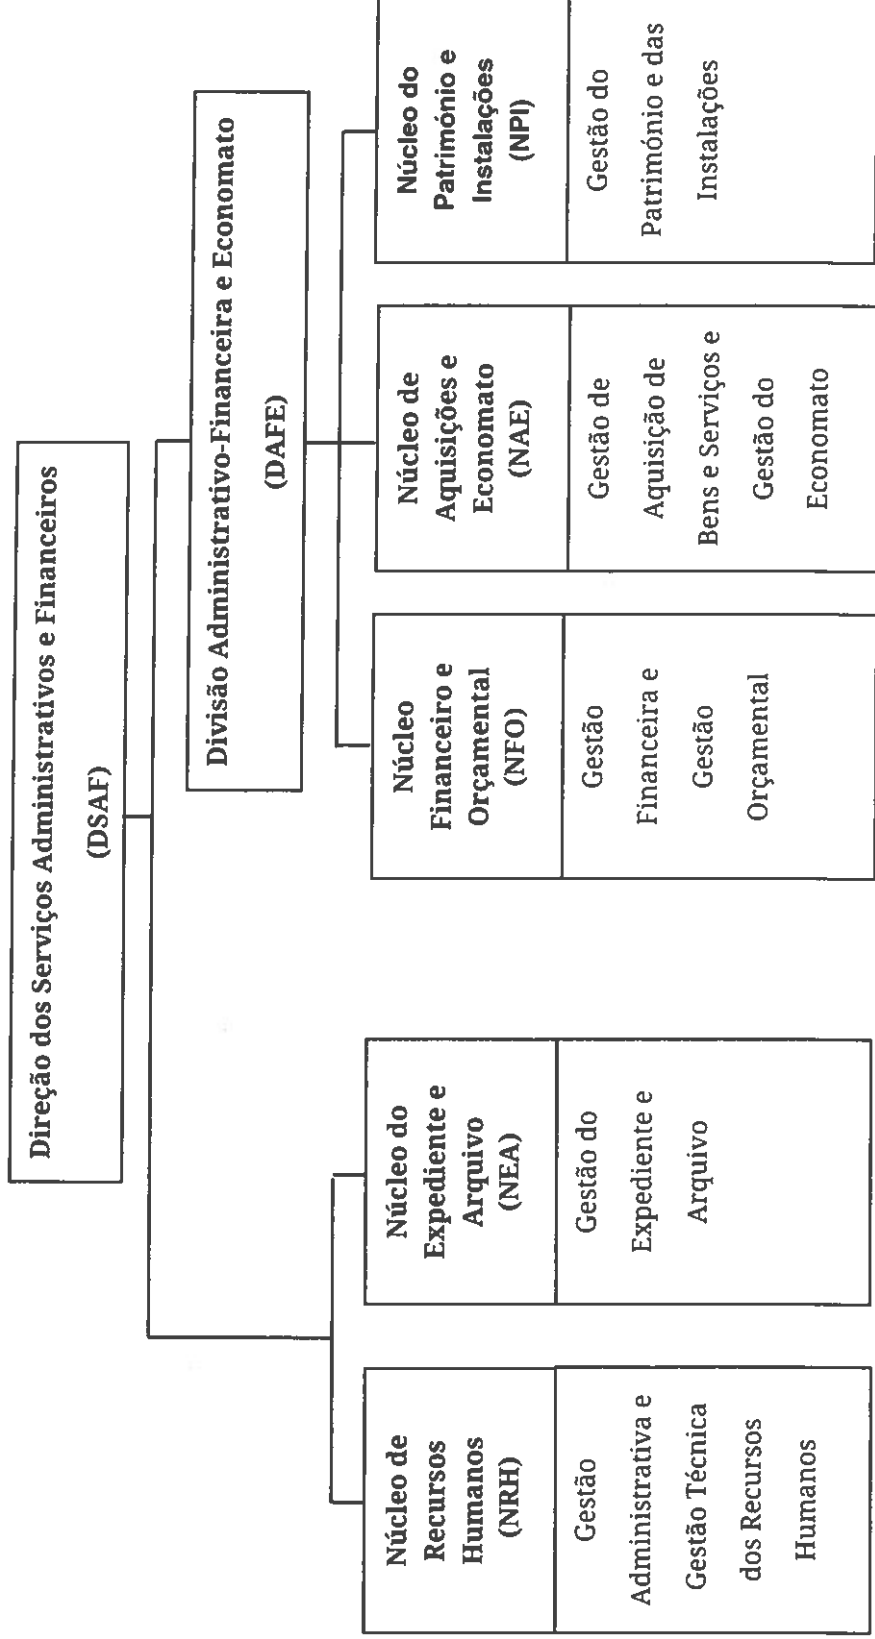 Direção dos Serviços Administrativos e Financeiros
(DSAF)
Divisão Administrativo-Financeira e Economato
(DAFE)
Núcleo de
Recursos
Humanos
(NRH)
Gestão
Administrativa e
Gestão Técnica
dos Recursos
Humanos
Núcleo do
Expediente e
Arquivo
(NEA)
Gestão do
Expediente e
Arquivo
Núcleo
Financeiro e
Orçamental
(NFO)
Gestão
Financeira e
Gestão
Orçamental
Núcleo de
Aquisições e
Economato
(NAE)
Gestão de
Aquisição de
Bens e Serviços e
Gestão do
Economato
Núcleo do
Património e
Instalações
(NPI)
Gestão do
Património e das
Instalações